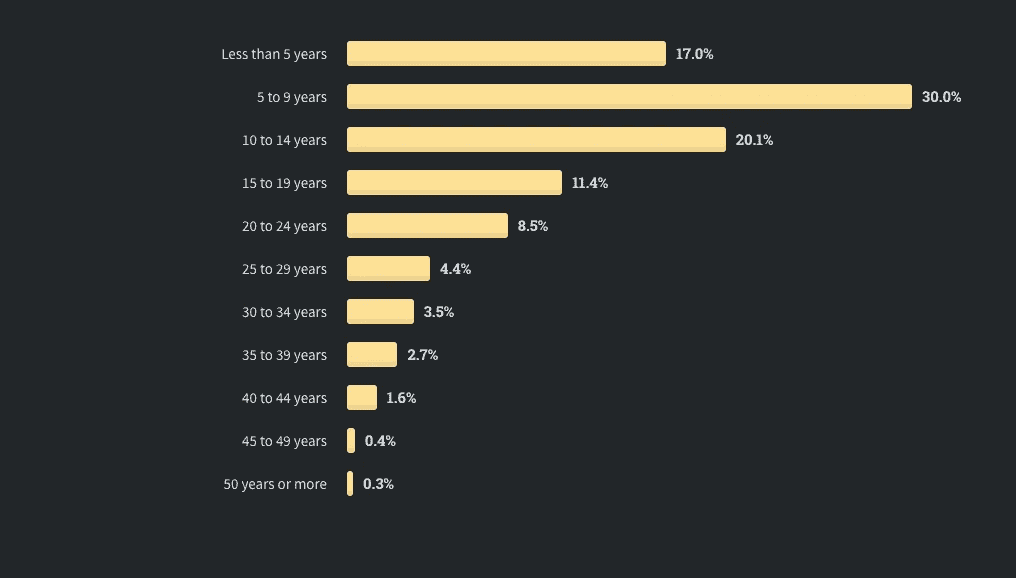 Less than 5 years 17.0%
5 to 9 years 30.0%
10 to 14 years 20.1%
15 to 19 years 11.4%
20 to 24 years 8.5%
25 to 29 years 4.4%
30 to 34 years 3.5%
35 to 39 years 2.7%
40 to 44 years 1.6%
45 to 49 years 0.4%
50 years or more 0.3%